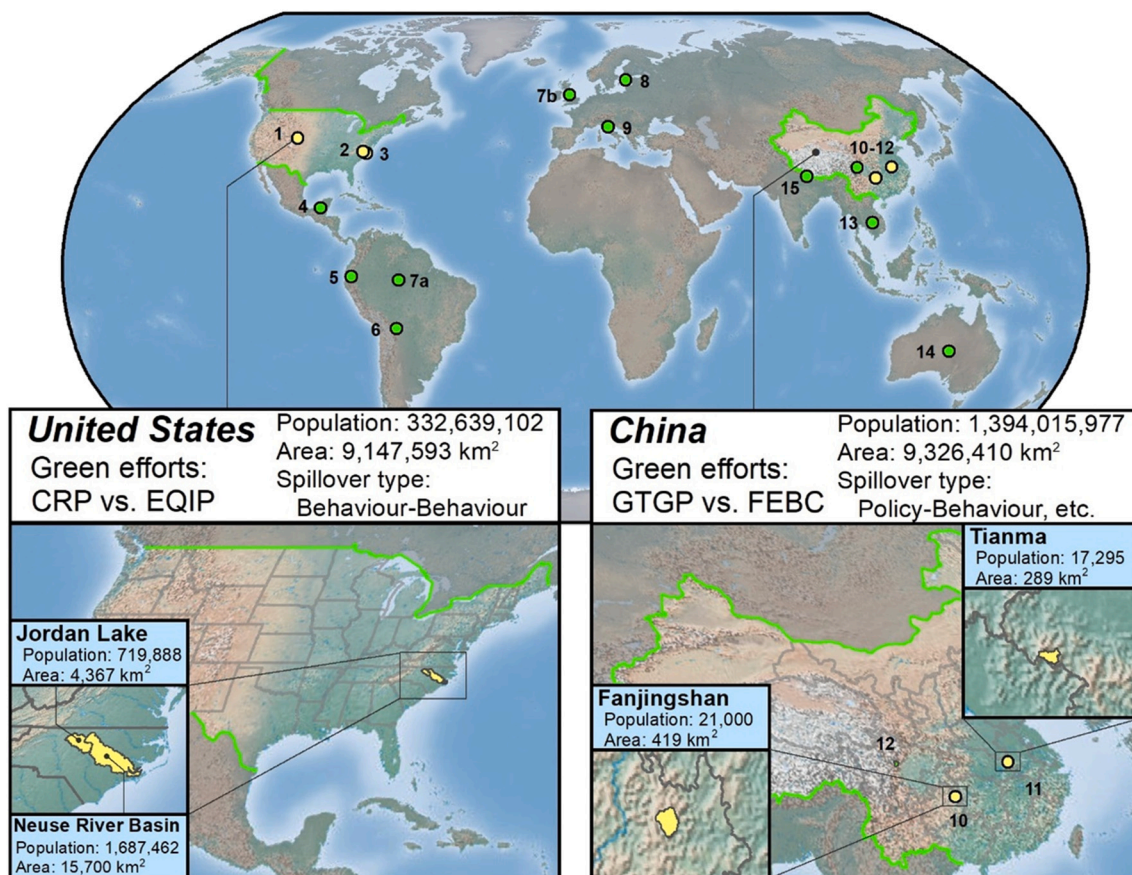 7b
8
9
1
2
3
10-12
15
4
13
5
7a
6
14
United States
Population: 332,639,102
Area: 9,147,593 km²
Green efforts:
CRP vs. EQIP
Spillover type:
Behaviour-Behaviour
China
Population: 1,394,015,977
Area: 9,326,410 km²
Green efforts:
GTGP vs. FEBC
Spillover type:
Policy-Behaviour, etc.
Jordan Lake
Population: 719,888
Area: 4,367 km²
Neuse River Basin
Population: 1,687,462
Area: 15,700 km²
Tianma
Population: 17,295
Area: 289 km²
Fanjingshan
Population: 21,000
Area: 419 km²
12
11
10